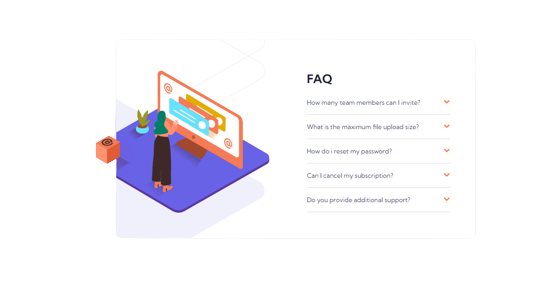 FAQ
How many team members can I invite?
What is the maximum file upload size?
How do i reset my password?
Can I cancel my subscription?
Do you provide additional support?